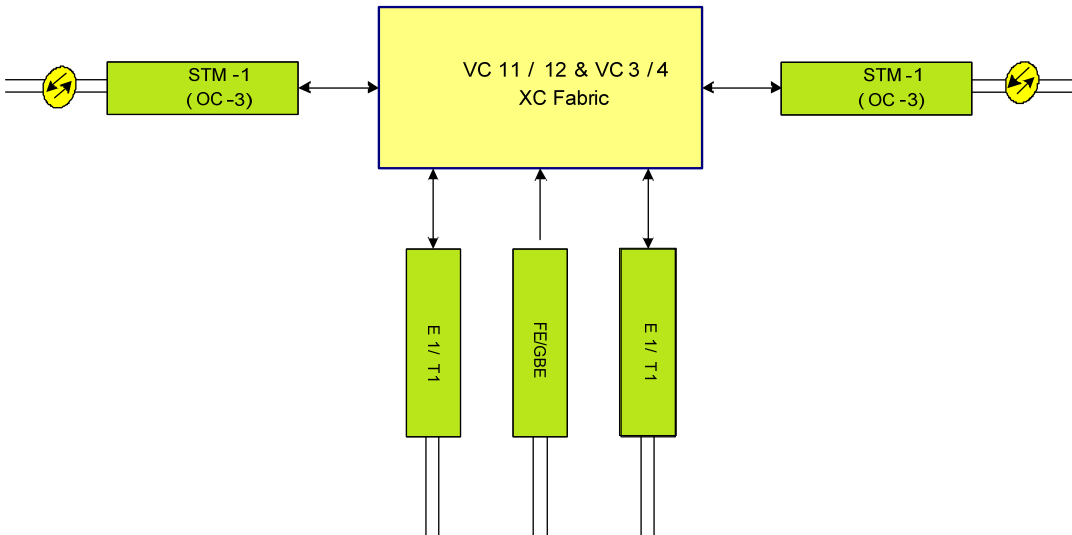 STM -1
( OC -3)
VC 11 / 12 & VC 3 / 4
XC Fabric
STM -1
( OC -3)
E 1/ T1
FE/GBE
E 1/ T1